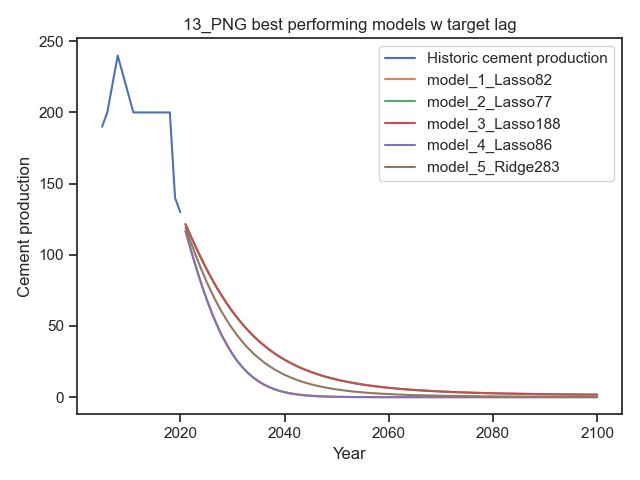 13_PNG best performing models w target lag
Historic cement production
model_1_Lasso82
model_2_Lasso77
model_3_Lasso188
model_4_Lasso86
model_5_Ridge283
Cement production
250
200
150
100
50
0
2020
2040
2060
2080
2100
Year